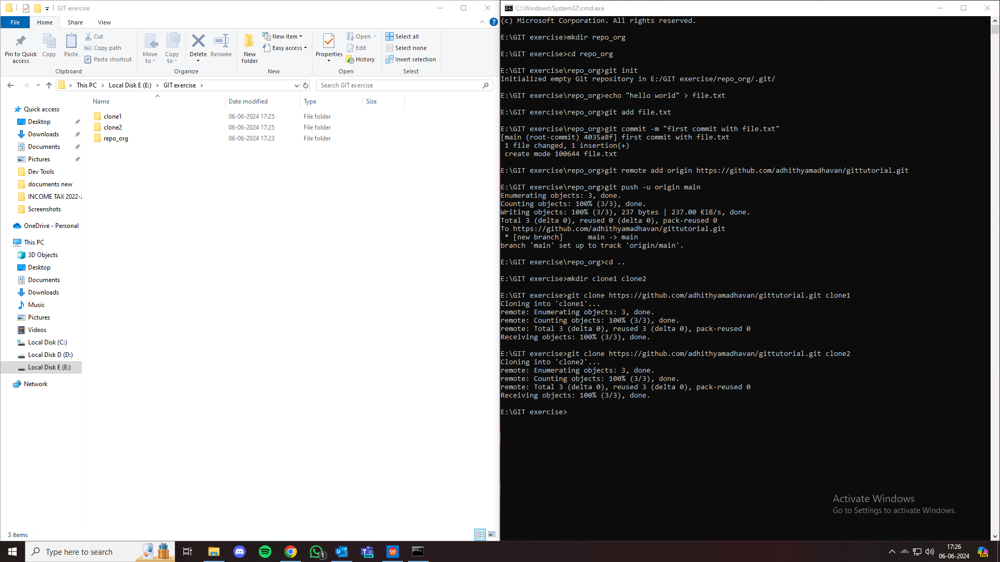 GIT exercise
File
Home
Share
View
Pin to Quick access
Copy
Paste
Cut
Copy path
Paste shortcut
Clipboard
Move to
Copy to
Delete
Rename
Organize
New folder
New item
Easy access
New
Properties
Open
Edit
History
Open
Select all
Select none
Invert selection
Select
This PC > Local Disk E (E:) > GIT exercise >
Search GIT exercise
Name Date modified Type Size
clone1 06-06-2024 17:25 File folder
clone2 06-06-2024 17:25 File folder
repo_org 06-06-2024 17:23 File folder
Quick access
Desktop
Downloads
Documents
Pictures
Dev Tools
documents new
INCOME TAX 2022-
Screenshots
OneDrive - Personal
This PC
3D Objects
Desktop
Documents
Downloads
Music
Pictures
Videos
Local Disk (C:)
Local Disk D (D:)
Local Disk E (E:)
Network
3 items
C:\Windows\System32\cmd.exe
(c) Microsoft Corporation. All rights reserved.
E:\GIT exercise>mkdir repo_org
E:\GIT exercise>cd repo_org
E:\GIT exercise\repo_org>git init
Initialized empty Git repository in E:/GIT exercise/repo_org/.git/
E:\GIT exercise\repo_org>echo "hello world" > file.txt
E:\GIT exercise\repo_org>git add file.txt
E:\GIT exercise\repo_org>git commit -m "first commit with file.txt"
[main (root-commit) 4035a8f] first commit with file.txt
1 file changed, 1 insertion(+)
create mode 100644 file.txt
E:\GIT exercise\repo_org>git remote add origin https://github.com/adhithyamadhavan/gittutorial.git
E:\GIT exercise\repo_org>git push -u origin main
Enumerating objects: 3, done.
Counting objects: 100% (3/3), done.
Writing objects: 100% (3/3), 237 bytes | 237.00 KiB/s, done.
Total 3 (delta 0), reused 0 (delta 0), pack-reused 0
To https://github.com/adhithyamadhavan/gittutorial.git
* [new branch]      main -> main
branch 'main' set up to track 'origin/main'.
E:\GIT exercise\repo_org>cd ..
E:\GIT exercise>mkdir clone1 clone2
E:\GIT exercise>git clone https://github.com/adhithyamadhavan/gittutorial.git clone1
Cloning into 'clone1'...
remote: Enumerating objects: 3, done.
remote: Counting objects: 100% (3/3), done.
remote: Total 3 (delta 0), reused 3 (delta 0), pack-reused 0
Receiving objects: 100% (3/3), done.
E:\GIT exercise>git clone https://github.com/adhithyamadhavan/gittutorial.git clone2
Cloning into 'clone2'...
remote: Enumerating objects: 3, done.
remote: Counting objects: 100% (3/3), done.
remote: Total 3 (delta 0), reused 3 (delta 0), pack-reused 0
Receiving objects: 100% (3/3), done.
E:\GIT exercise>
Activate Windows
Go to Settings to activate Windows.
Type here to search
1
NEW
17:26
06-06-2024
PRE